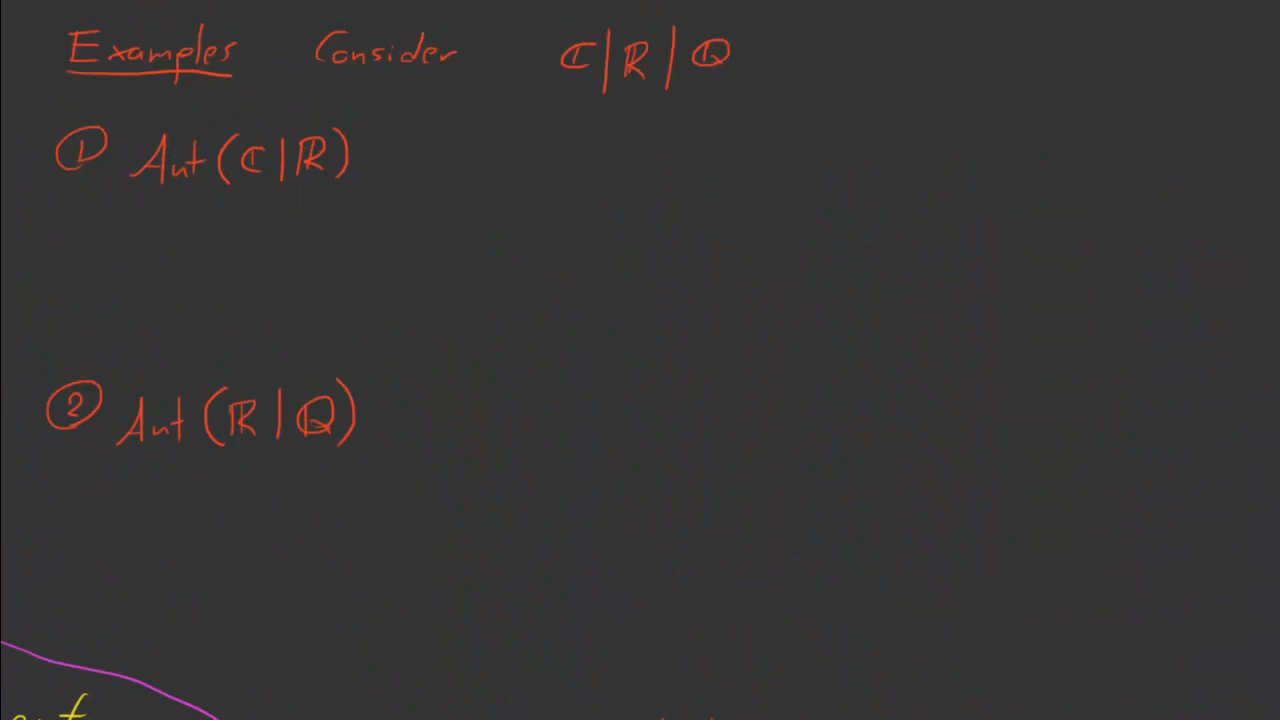 Examples Consider ℂ|ℝ|ℚ
① Aut(ℂ|ℝ)
② Aut(ℝ|ℚ)